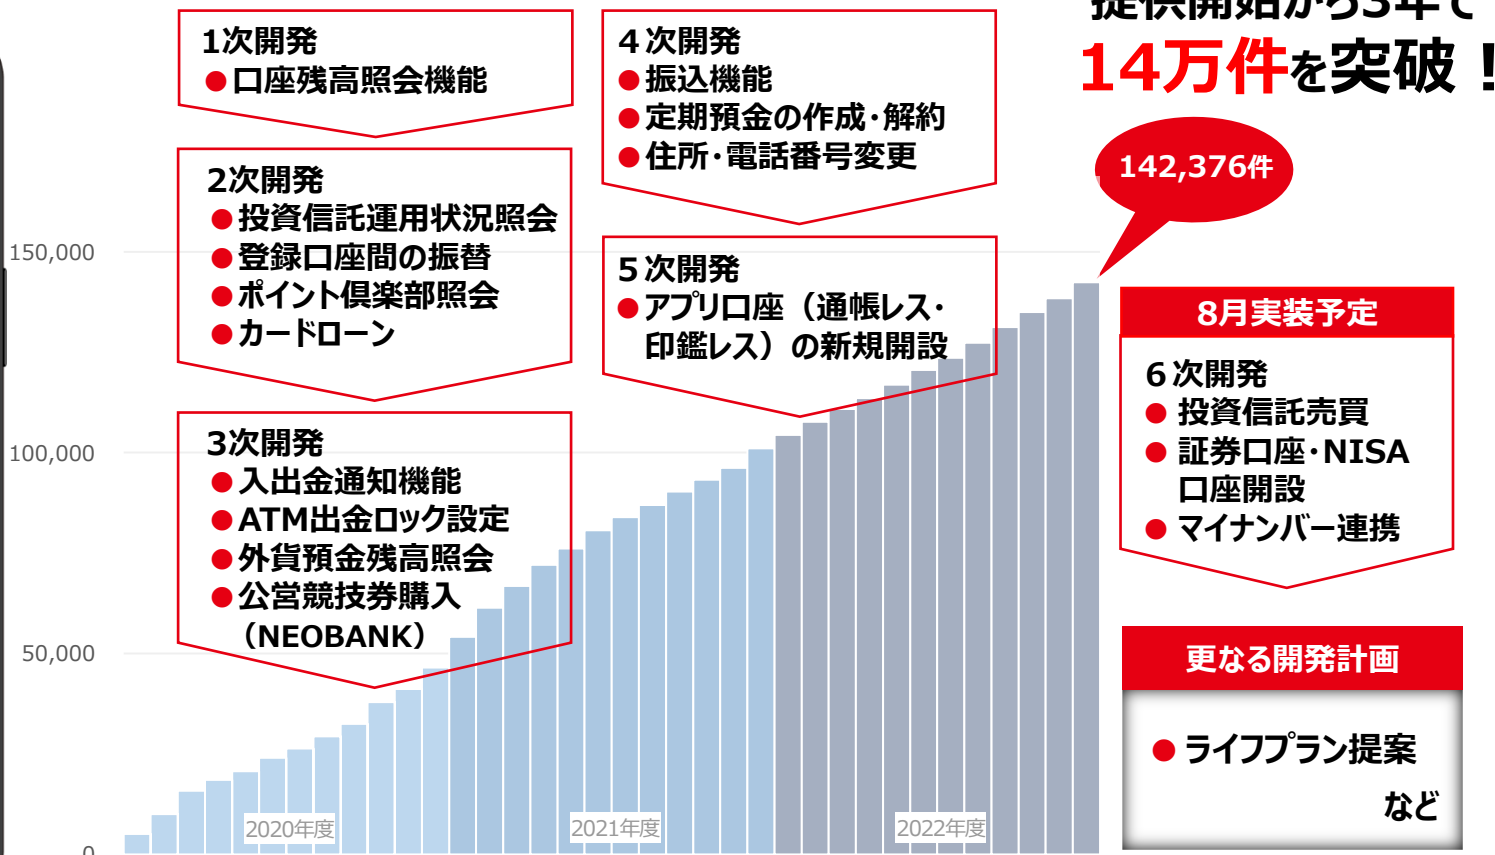 提供開始から3年で
14万件を突破！
142,376件
1次開発
●口座残高照会機能
2次開発
●投資信託運用状況照会
●登録口座間の振替
●ポイント倶楽部照会
●カードローン
3次開発
●入出金通知機能
●ATM出金ロック設定
●外貨預金残高照会
●公営競技券購入
（NEOBANK）
４次開発
●振込機能
●定期預金の作成・解約
●住所・電話番号変更
５次開発
●アプリ口座（通帳レス・
印鑑レス）の新規開設
8月実装予定
６次開発
● 投資信託売買
● 証券口座・NISA
口座開設
● マイナンバー連携
更なる開発計画
● ライフプラン提案
など
150,000
100,000
50,000
0
2020年度
2021年度
2022年度